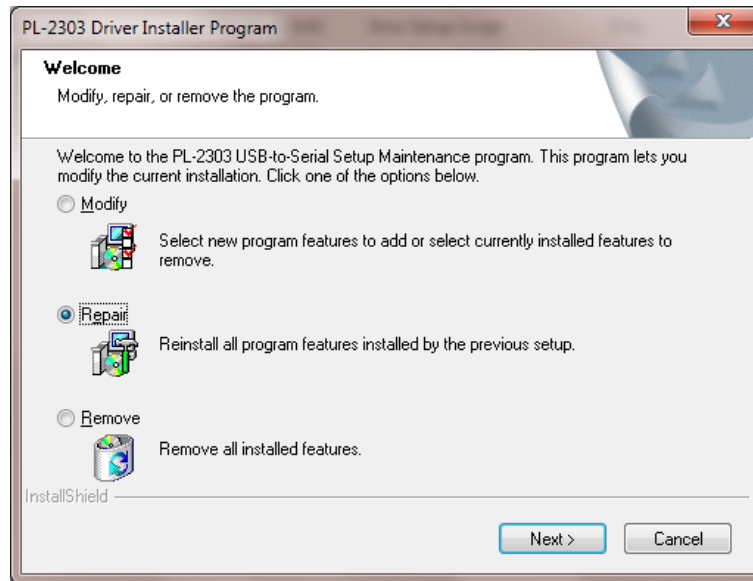 PL-2303 Driver Installer Program
Welcome
Modify, repair, or remove the program.
Welcome to the PL-2303 USB-to-Serial Setup Maintenance program. This program lets you
modify the current installation. Click one of the options below.
Modify
Select new program features to add or select currently installed features to
remove.
Repair
Reinstall all program features installed by the previous setup.
Remove
Remove all installed features.
InstallShield
Next >
Cancel